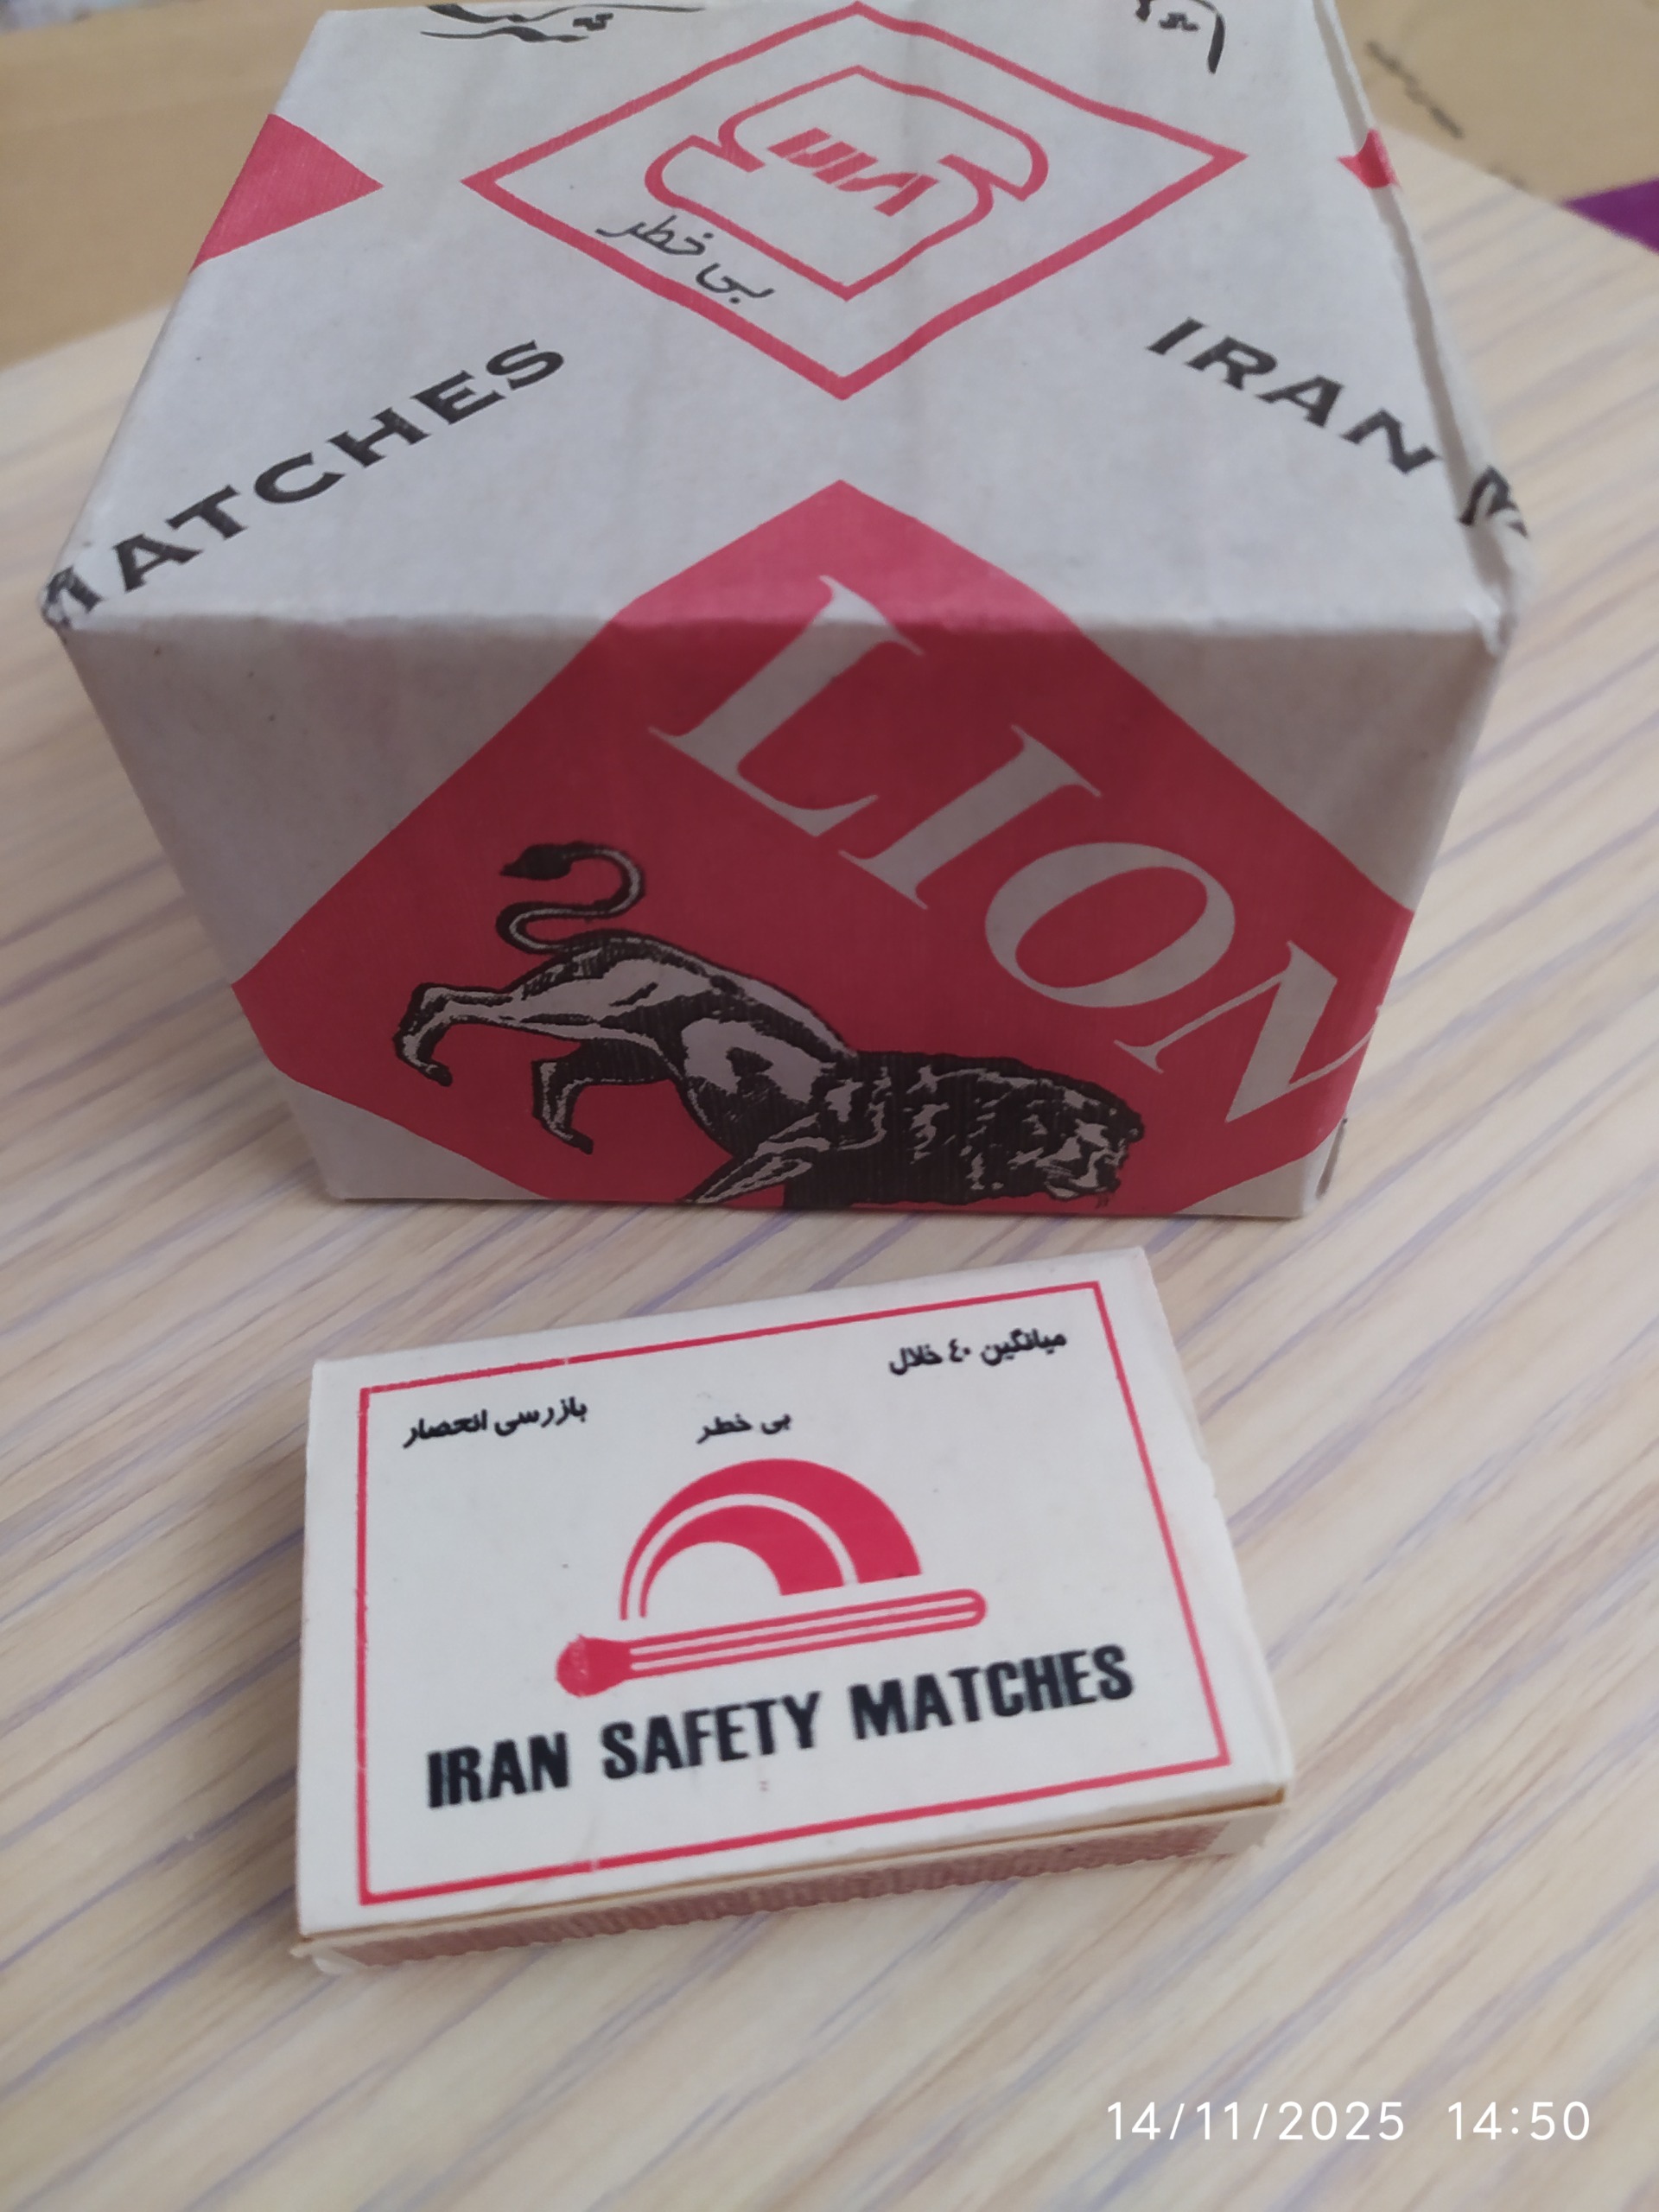 بی خطر
MATCHES
IRAN
LION
میانگین ٤٠ خلال
بازرسی انحصار
بی خطر
IRAN SAFETY MATCHES
14/11/2025 14:50